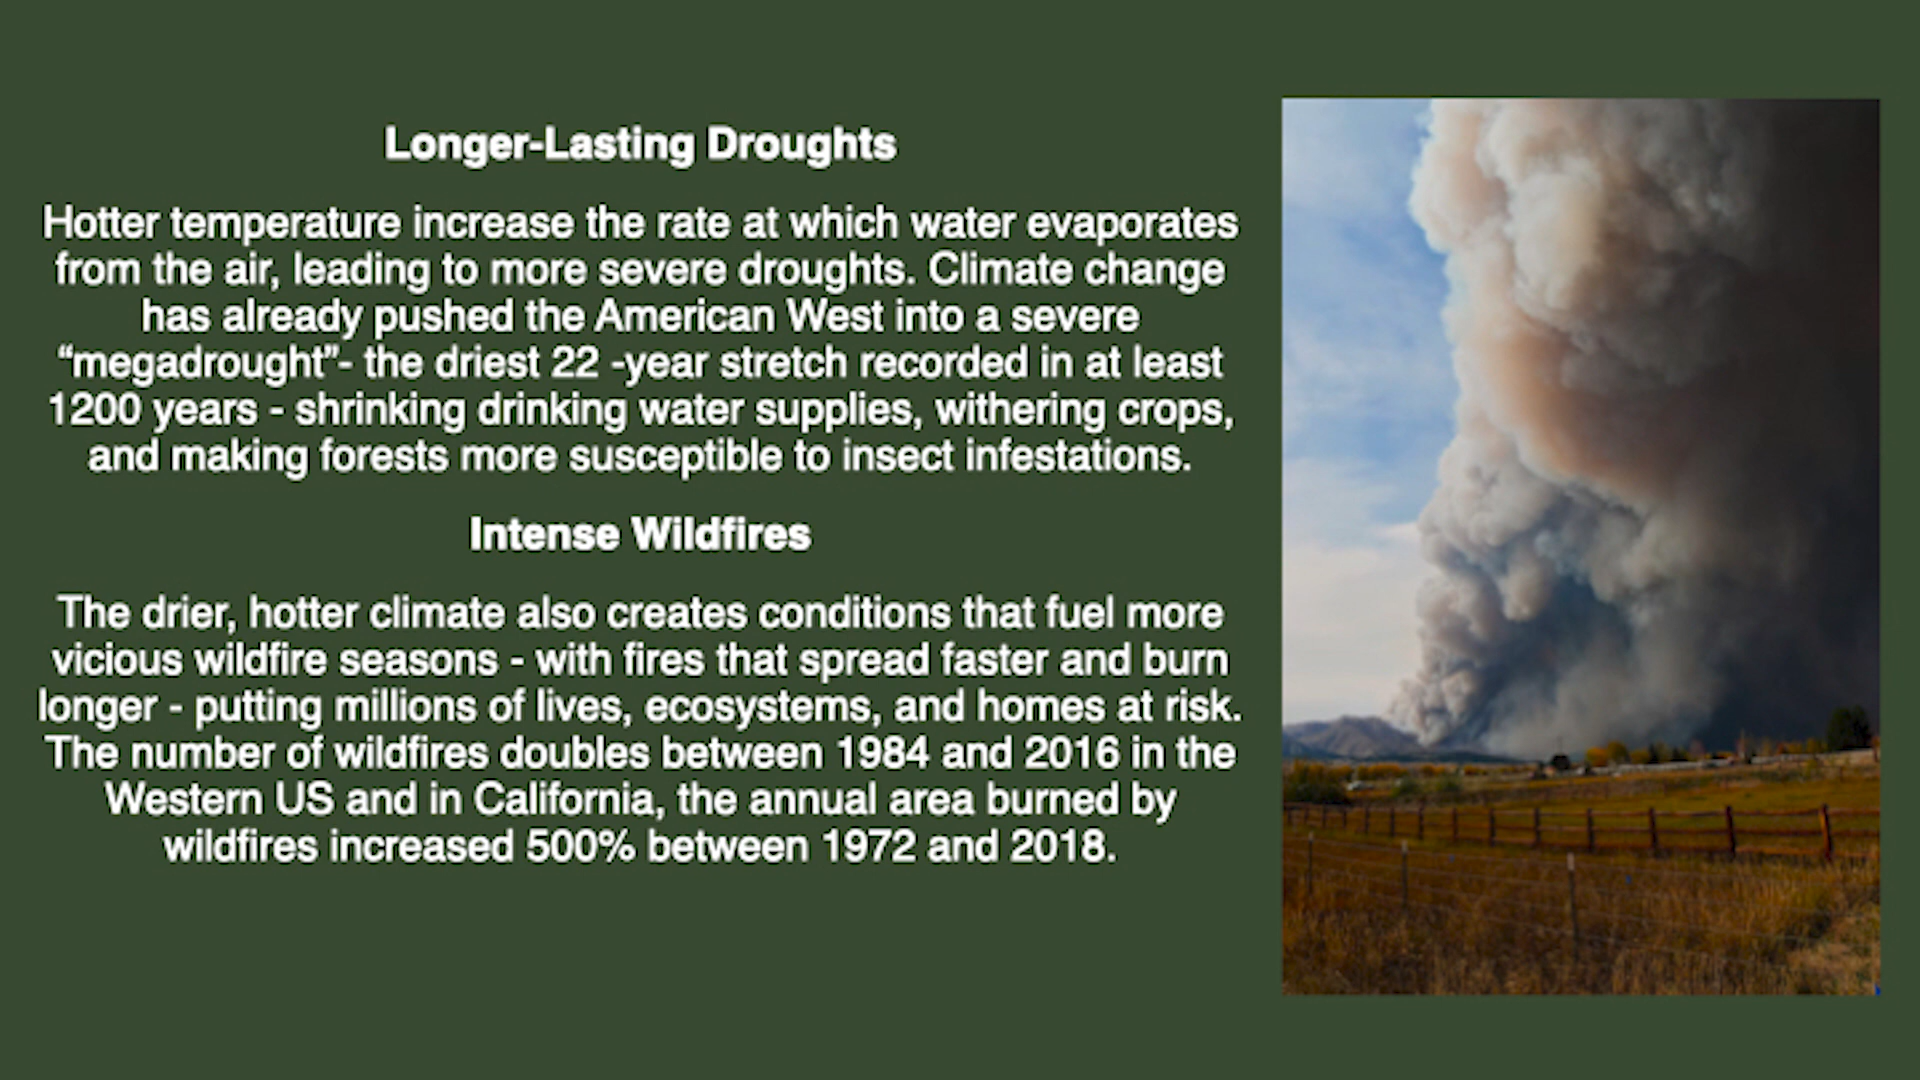 Longer-Lasting Droughts
Hotter temperature increase the rate at which water evaporates
from the air, leading to more severe droughts. Climate change
has already pushed the American West into a severe
“megadrought”- the driest 22 -year stretch recorded in at least
1200 years - shrinking drinking water supplies, withering crops,
and making forests more susceptible to insect infestations.
Intense Wildfires
The drier, hotter climate also creates conditions that fuel more
vicious wildfire seasons - with fires that spread faster and burn
longer - putting millions of lives, ecosystems, and homes at risk.
The number of wildfires doubles between 1984 and 2016 in the
Western US and in California, the annual area burned by
wildfires increased 500% between 1972 and 2018.